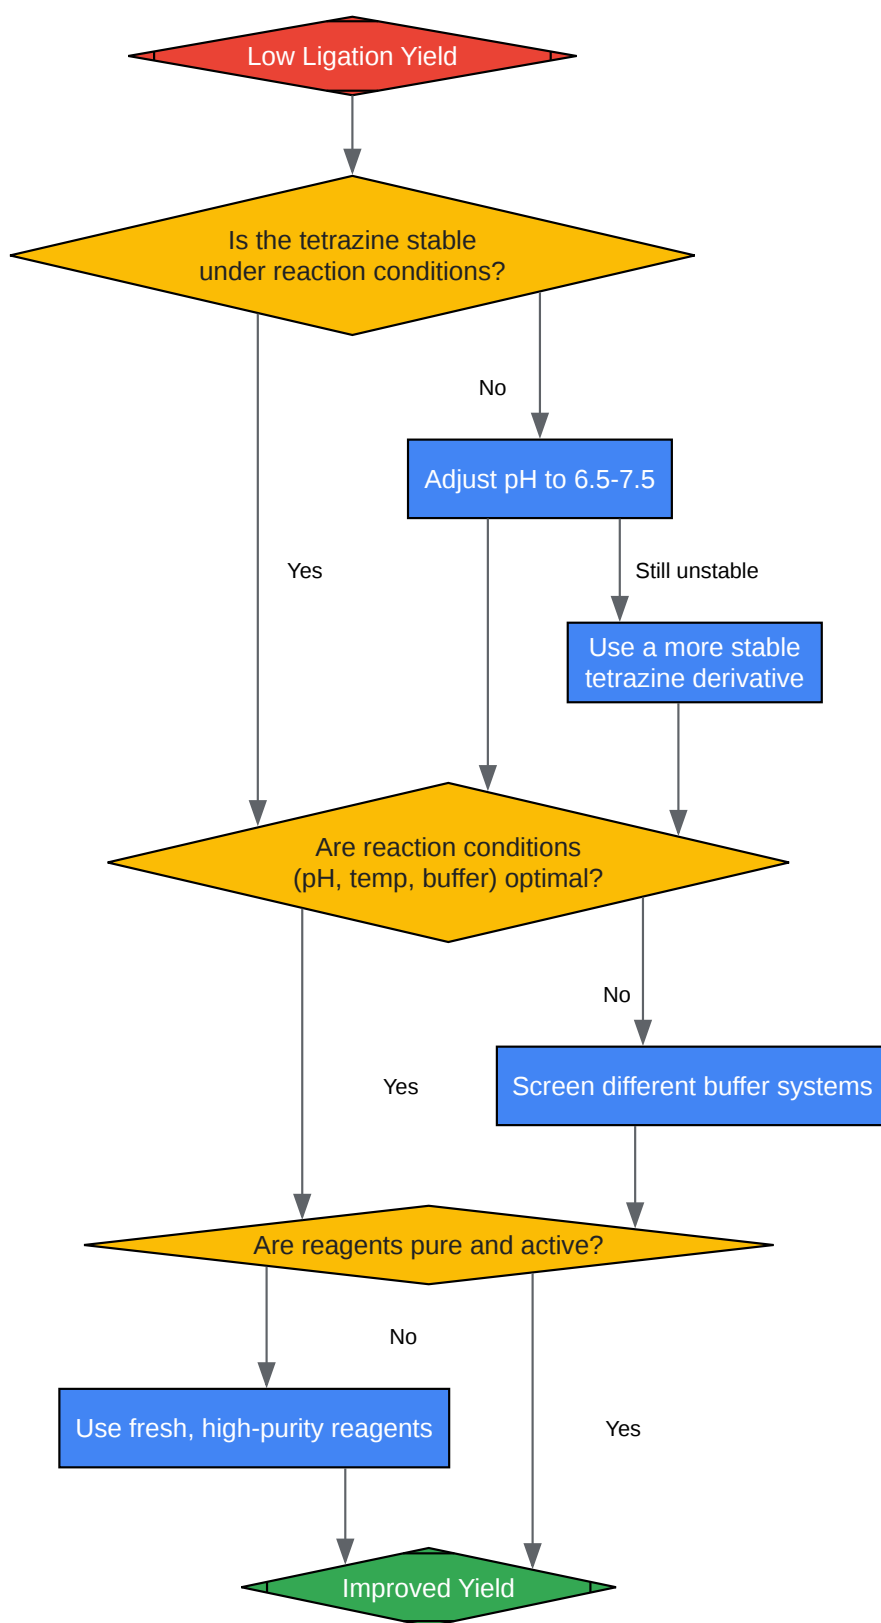 Low Ligation Yield
Is the tetrazine stable
under reaction conditions?
No
Adjust pH to 6.5-7.5
Yes
Still unstable
Use a more stable
tetrazine derivative
Are reaction conditions
(pH, temp, buffer) optimal?
No
Yes
Screen different buffer systems
Are reagents pure and active?
No
Use fresh, high-purity reagents
Yes
Improved Yield